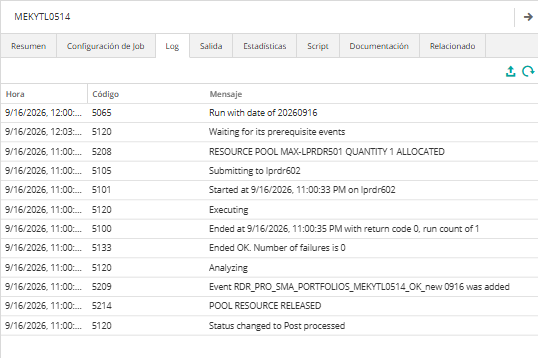 MEKYTL0514
Resumen Configuración de Job Log Salida Estadísticas Script Documentación Relacionado
Hora Código Mensaje
9/16/2026, 12:00:... 5065 Run with date of 20260916
9/16/2026, 12:03:... 5120 Waiting for its prerequisite events
9/16/2026, 11:00:... 5208 RESOURCE POOL MAX-LPRDR501 QUANTITY 1 ALLOCATED
9/16/2026, 11:00:... 5105 Submitting to lprdr602
9/16/2026, 11:00:... 5101 Started at 9/16/2026, 11:00:33 PM on lprdr602
9/16/2026, 11:00:... 5120 Executing
9/16/2026, 11:00:... 5100 Ended at 9/16/2026, 11:00:35 PM with return code 0, run count of 1
9/16/2026, 11:00:... 5133 Ended OK. Number of failures is 0
9/16/2026, 11:00:... 5120 Analyzing
9/16/2026, 11:00:... 5209 Event RDR_PRO_SMA_PORTFOLIOS_MEKYTL0514_OK_new 0916 was added
9/16/2026, 11:00:... 5214 POOL RESOURCE RELEASED
9/16/2026, 11:00:... 5120 Status changed to Post processed